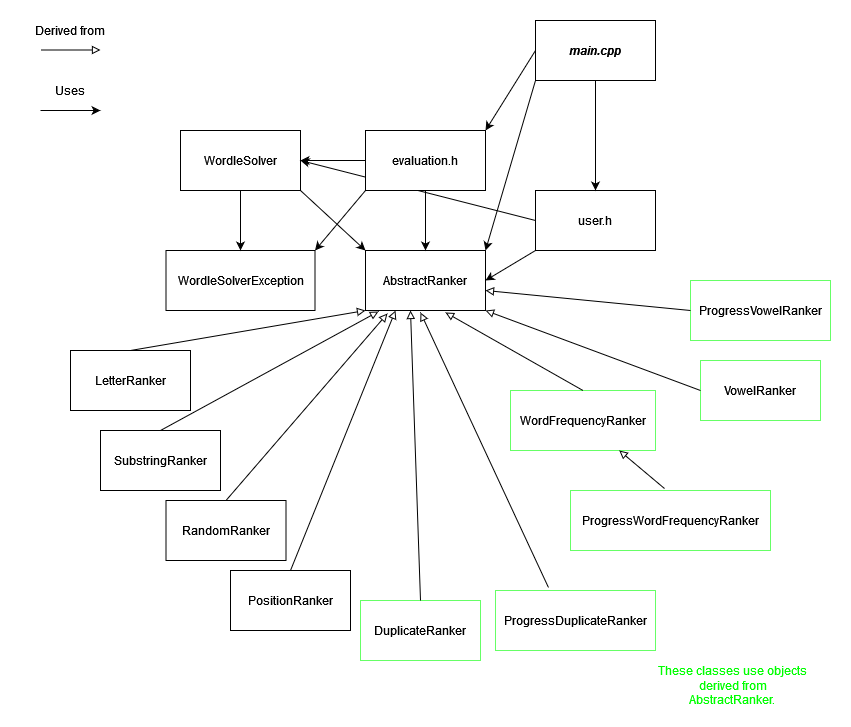 Derived from
main.cpp
Uses
WordleSolver
evaluation.h
user.h
WordleSolverException
AbstractRanker
ProgressVowelRanker
LetterRanker
VowelRanker
WordFrequencyRanker
SubstringRanker
ProgressWordFrequencyRanker
RandomRanker
PositionRanker
DuplicateRanker
ProgressDuplicateRanker
These classes use objects
derived from
AbstractRanker